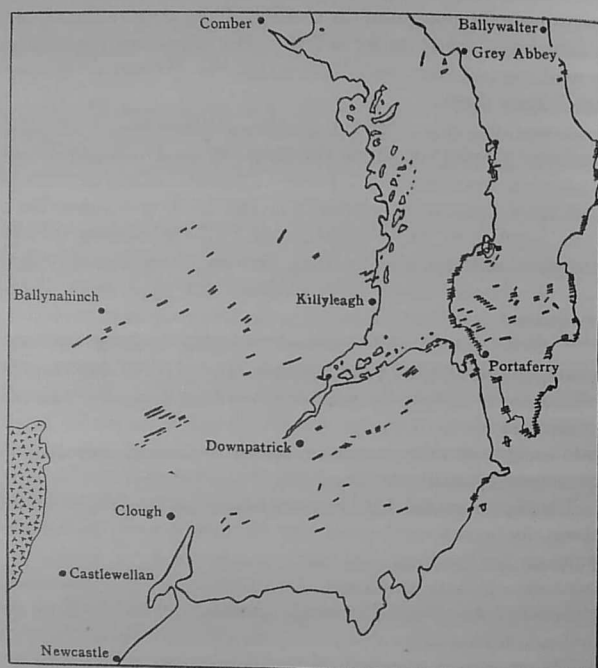 Comber
Ballywalter
Grey Abbey
Ballynahinch
Killyleagh
Portaferry
Downpatrick
Clough
Castlewellan
Newcastle